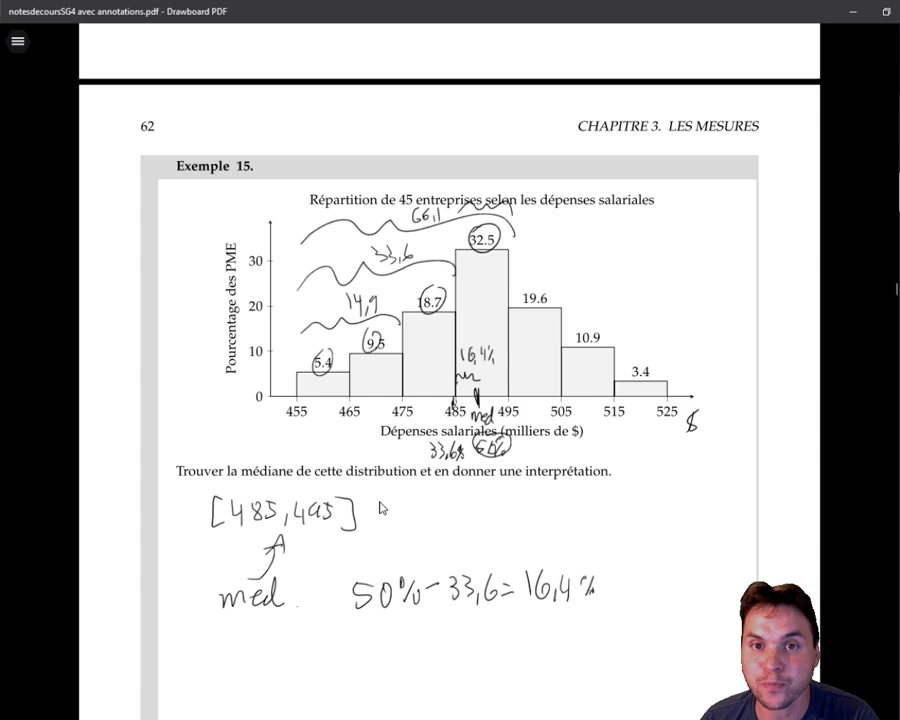 notesdecoursSG4 avec annotations.pdf - Drawboard PDF
62
CHAPITRE 3. LES MESURES
Exemple 15.
Répartition de 45 entreprises selon les dépenses salariales
66,1
33,6
14,9
32.5
18.7
9.5
5.4
19.6
10.9
3.4
16,4%
Pourcentage des PME
30
20
10
0
455 465 475 485 495 505 515 525 $
med
Dépenses salariales (milliers de $)
33,6% 50%
Trouver la médiane de cette distribution et en donner une interprétation.
[485,495]
med. 50%-33,6=16,4%